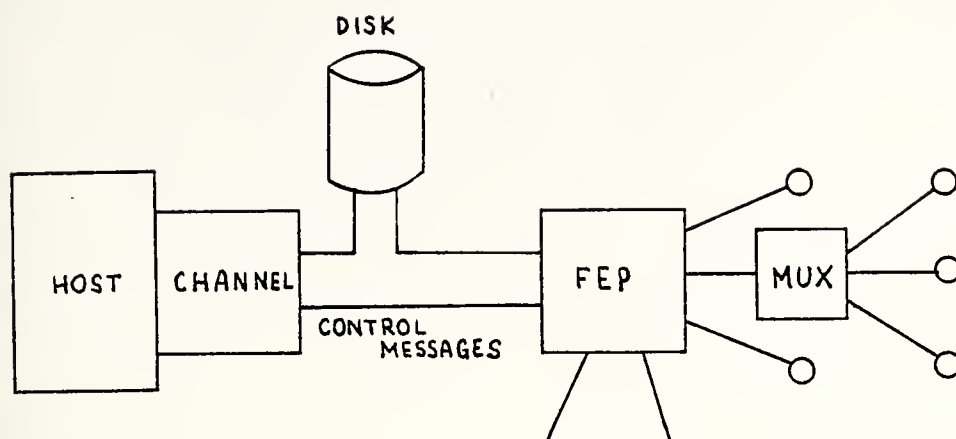 DISK
HOST
CHANNEL
CONTROL
MESSAGES
FEP
MUX